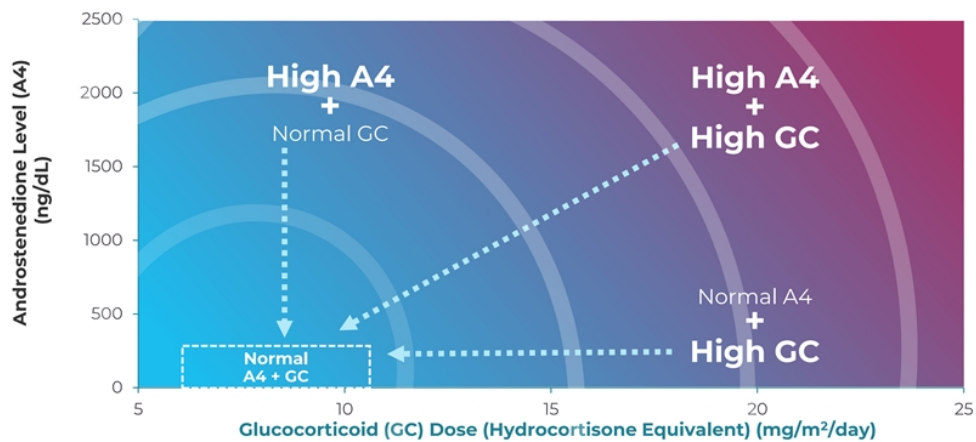 Androstenedione Level (A4)
(ng/dL)
2500
2000
1500
1000
500
0
High A4
+
Normal GC
High A4
+
High GC
Normal A4
+
High GC
Normal
A4 + GC
5
10
15
20
25
Glucocorticoid (GC) Dose (Hydrocortisone Equivalent) (mg/m²/day)